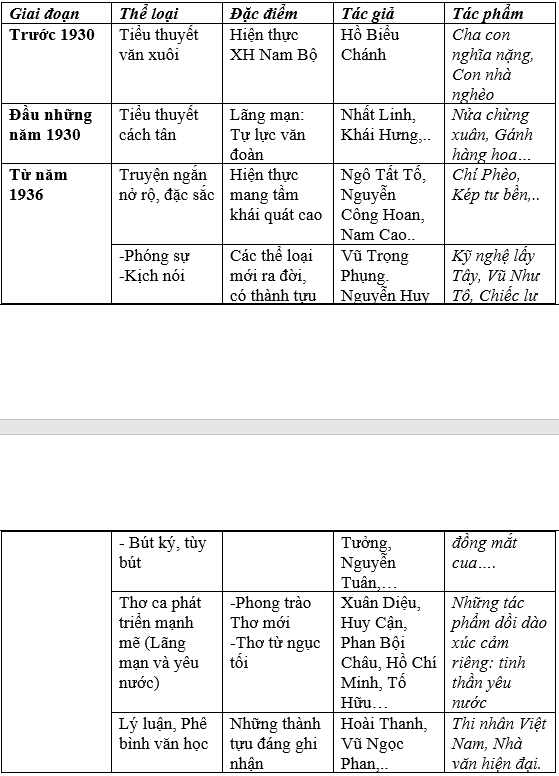 Giai đoạn Thể loại Đặc điểm Tác giả Tác phẩm
Trước 1930
Tiểu thuyết
văn xuôi
Hiện thực
XH Nam Bộ
Hồ Biểu
Chánh
Cha con
nghĩa nặng,
Con nhà
nghèo
Đầu những
năm 1930
Tiểu thuyết
cách tân
Lãng mạn:
Tự lực văn
đoàn
Nhất Linh,
Khái Hưng,..
Nửa chừng
xuân, Gánh
hàng hoa…
Từ năm
1936
Truyện ngắn
nở rộ, đặc sắc
Hiện thực
mang tầm
khái quát cao
Ngô Tất Tố,
Nguyễn
Công Hoan,
Nam Cao..
Chí Phèo,
Kép tư bền,..
-Phóng sự
-Kịch nói
Các thể loại
mới ra đời,
có thành tựu
Vũ Trọng
Phụng.
Nguyễn Huy
Kỹ nghệ lấy
Tây, Vũ Như
Tô, Chiếc lư
- Bút ký, tùy
bút
Tưởng,
Nguyễn
Tuân,…
đồng mắt
cua….
Thơ ca phát
triển mạnh
mẽ (Lãng
mạn và yêu
nước)
-Phong trào
Thơ mới
-Thơ từ ngục
tối
Xuân Diệu,
Huy Cận,
Phan Bội
Châu, Hồ Chí
Minh, Tố
Hữu…
Những tác
phẩm dồi dào
xúc cảm
riêng: tinh
thần yêu
nước
Lý luận, Phê
bình văn học
Những thành
tựu đáng ghi
nhận
Hoài Thanh,
Vũ Ngọc
Phan,..
Thi nhân Việt
Nam, Nhà
văn hiện đại.